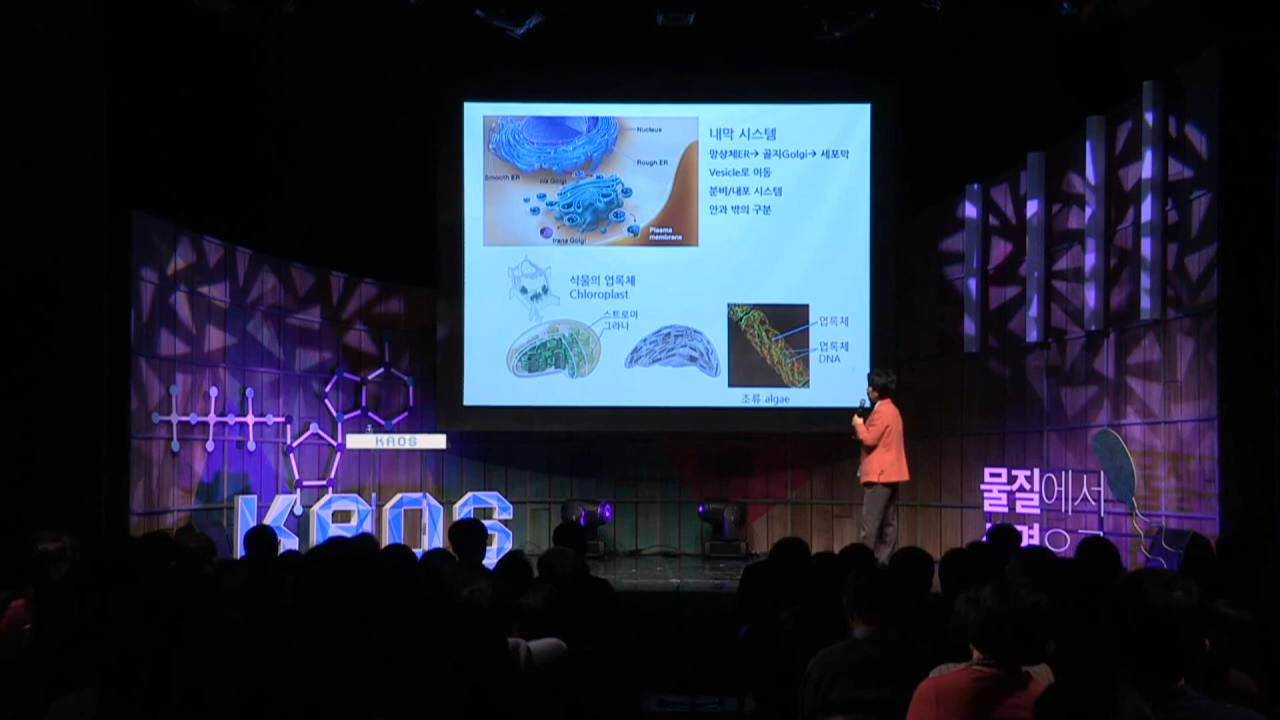 Nucleus
Rough ER
Smooth ER
cis Golgi
trans Golgi
Plasma
membrane
내막 시스템
망상체ER→ 골지Golgi→ 세포막
Vesicle로 이동
분비/내포 시스템
안과 밖의 구분
식물의 엽록체
Chloroplast
스트로마
그라나
엽록체
엽록체
DNA
조류 algae
KAOS
KAOS
물질에서